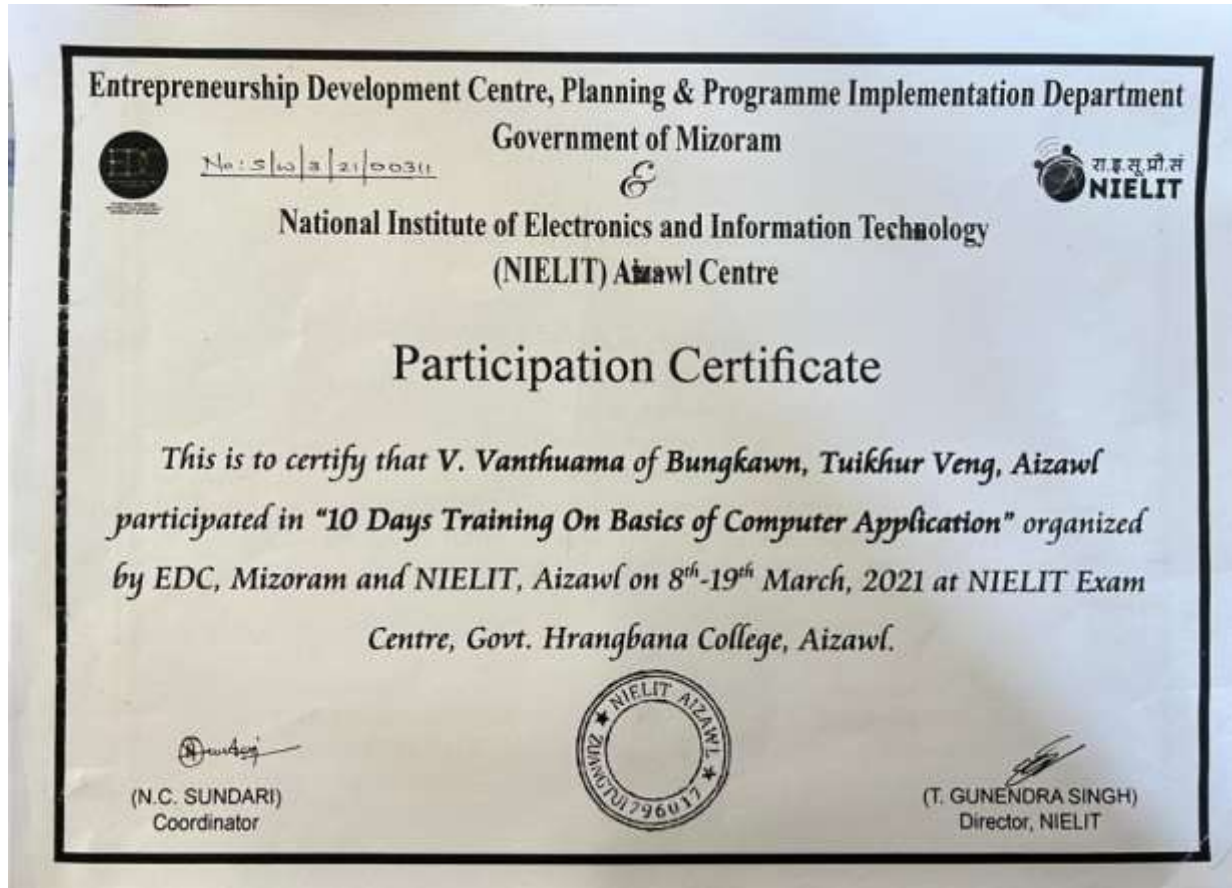 Entrepreneurship Development Centre, Planning & Programme Implementation Department
Government of Mizoram
EDC
No: S/W/3/21/00311
&
रा.इ.सू.प्रौ.सं
NIELIT
National Institute of Electronics and Information Technology
(NIELIT) Aizawl Centre
Participation Certificate
This is to certify that V. Vanthuama of Bungkawn, Tuikhur Veng, Aizawl
participated in "10 Days Training On Basics of Computer Application" organized
by EDC, Mizoram and NIELIT, Aizawl on 8th-19th March, 2021 at NIELIT Exam
Centre, Govt. Hrangbana College, Aizawl.
★ NIELIT AIZAWL ★
ZUANGTUI 796017
(N.C. SUNDARI)
Coordinator
(T. GUNENDRA SINGH)
Director, NIELIT